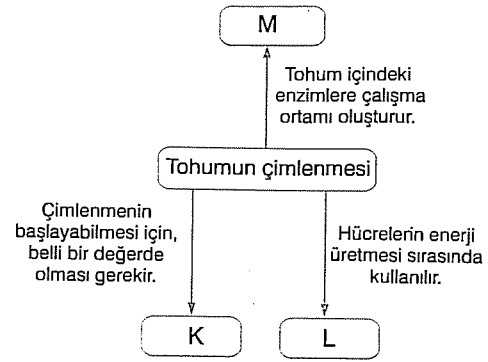 M
Tohum içindeki
enzimlere çalışma
ortamı oluşturur.
Tohumun çimlenmesi
Çimlenmenin
başlayabilmesi için,
belli bir değerde
olması gerekir.
Hücrelerin enerji
üretmesi sırasında
kullanılır.
K
L